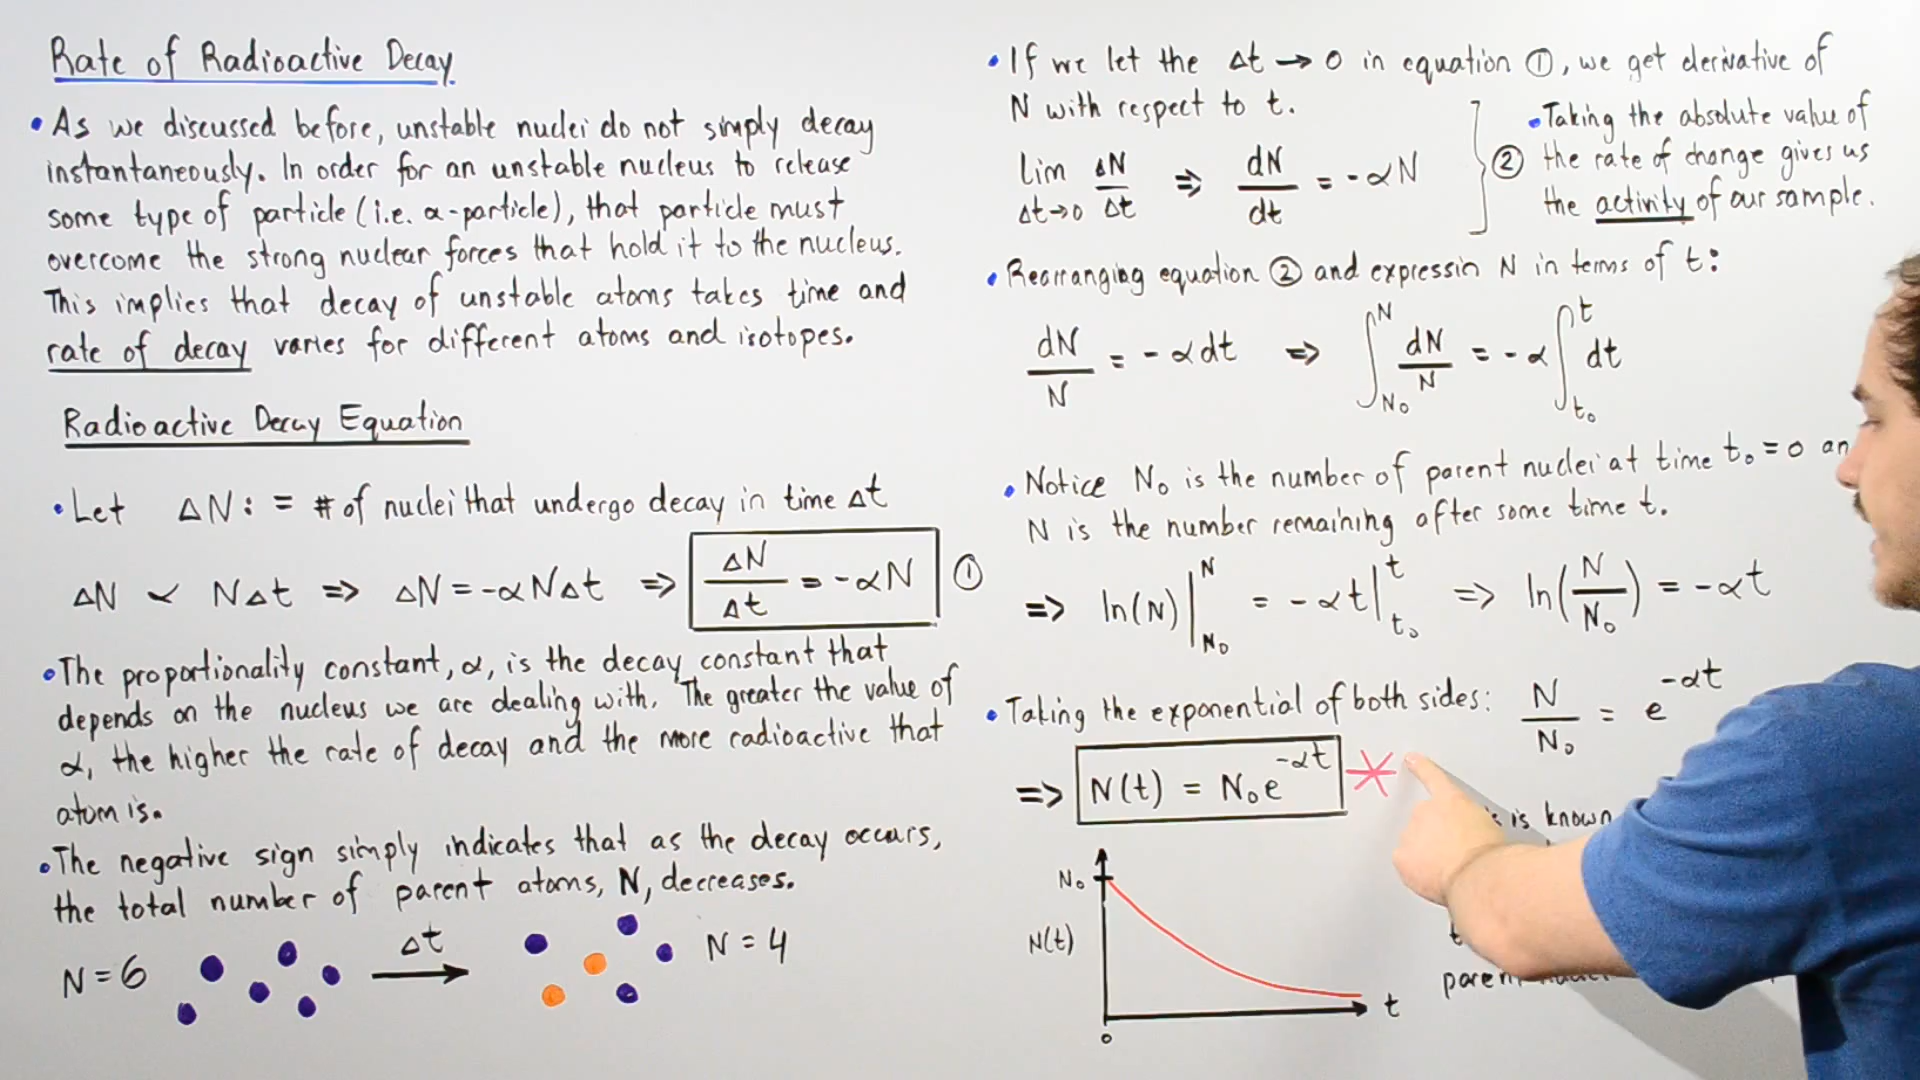 Rate of Radioactive Decay
• As we discussed before, unstable nuclei do not simply decay
instantaneously. In order for an unstable nucleus to release
some type of particle (i.e. α-particle), that particle must
overcome the strong nuclear forces that hold it to the nucleus.
This implies that decay of unstable atoms takes time and
rate of decay varies for different atoms and isotopes.
Radioactive Decay Equation
• Let ΔN: = # of nuclei that undergo decay in time Δt
ΔN ∝ NΔt ⇒ ΔN = -αNΔt ⇒ ΔN/Δt = -αN ①
• The proportionality constant, α, is the decay constant that
depends on the nucleus we are dealing with. The greater the value of
α, the higher the rate of decay and the more radioactive that
atom is.
• The negative sign simply indicates that as the decay occurs,
the total number of parent atoms, N, decreases.
N = 6 Δt N = 4
• If we let the Δt → 0 in equation ①, we get derivative of
N with respect to t.
lim Δt→0 ΔN/Δt ⇒ dN/dt = -αN ②
• Taking the absolute value of
the rate of change gives us
the activity of our sample.
• Rearranging equation ② and expressin N in terms of t:
dN/N = -αdt ⇒ ∫_{N₀}^{N} dN/N = -α ∫_{t₀}^{t} dt
• Notice N₀ is the number of parent nuclei at time t₀ = 0 an
N is the number remaining after some time t.
⇒ ln(N)|_{N₀}^{N} = -αt|_{t₀}^{t} ⇒ ln(N/N₀) = -αt
• Taking the exponential of both sides: N/N₀ = e^{-αt}
⇒ N(t) = N₀e^{-αt} *
is known
paren
N₀
N(t)
t
0